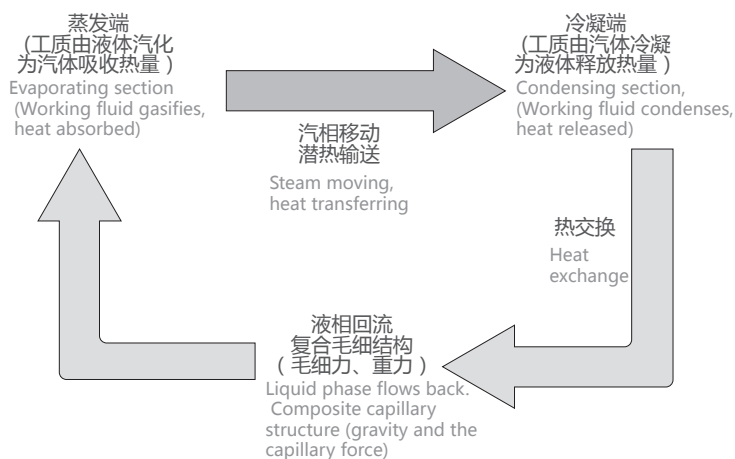 蒸发端
(工质由液体汽化
为汽体吸收热量）
Evaporating section
(Working fluid gasifies,
heat absorbed)
汽相移动
潜热输送
Steam moving,
heat transferring
冷凝端
(工质由汽体冷凝
为液体释放热量）
Condensing section,
(Working fluid condenses,
heat released)
热交换
Heat
exchange
液相回流
复合毛细结构
（毛细力、重力）
Liquid phase flows back.
Composite capillary
structure (gravity and the
capillary force)